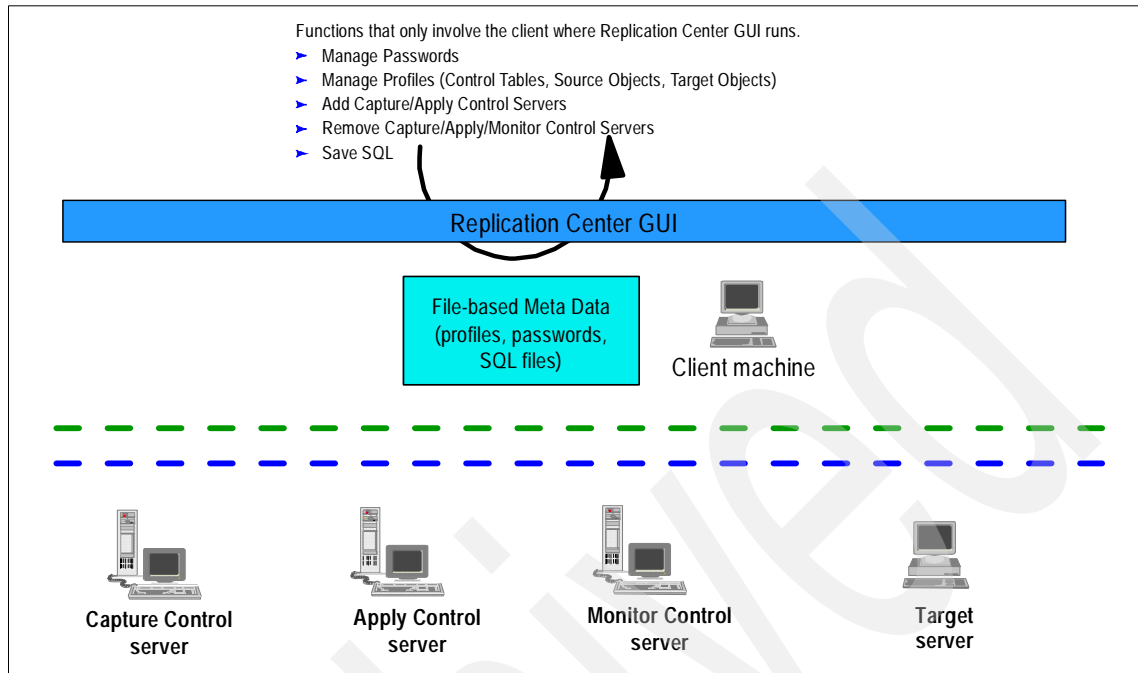 Functions that only involve the client where Replication Center GUI runs.
➤ Manage Passwords
➤ Manage Profiles (Control Tables, Source Objects, Target Objects)
➤ Add Capture/Apply Control Servers
➤ Remove Capture/Apply/Monitor Control Servers
➤ Save SQL
Replication Center GUI
File-based Meta Data
(profiles, passwords,
SQL files)
Client machine
Capture Control
server
Apply Control
server
Monitor Control
server
Target
server
hived